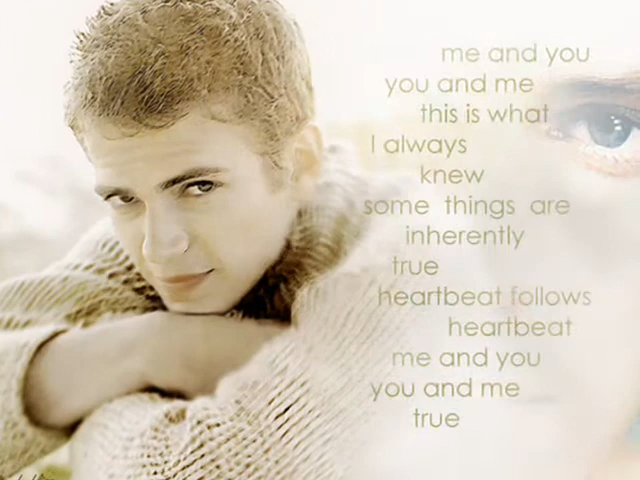 me and you
you and me
this is what
I always
knew
some things are
inherently
true
heartbeat follows
heartbeat
me and you
you and me
true